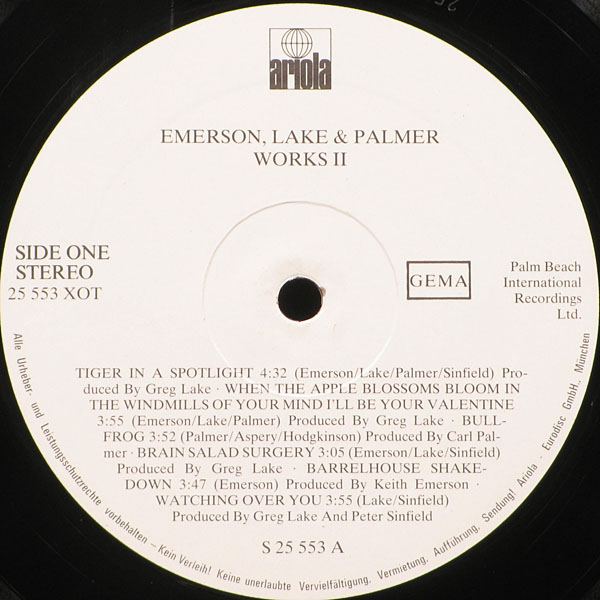 ariola
EMERSON, LAKE & PALMER
WORKS II
SIDE ONE
STEREO
25 553 XOT
GEMA
Palm Beach
International
Recordings
Ltd.
TIGER IN A SPOTLIGHT 4:32 (Emerson/Lake/Palmer/Sinfield) Pro-
duced By Greg Lake · WHEN THE APPLE BLOSSOMS BLOOM IN
THE WINDMILLS OF YOUR MIND I'LL BE YOUR VALENTINE
3:55 (Emerson/Lake/Palmer) Produced By Greg Lake · BULL-
FROG 3:52 (Palmer/Aspery/Hodgkinson) Produced By Carl Pal-
mer · BRAIN SALAD SURGERY 3:05 (Emerson/Lake/Sinfield)
Produced By Greg Lake · BARRELHOUSE SHAKE-
DOWN 3:47 (Emerson) Produced By Keith Emerson ·
WATCHING OVER YOU 3:55 (Lake/Sinfield)
Produced By Greg Lake And Peter Sinfield
S 25 553 A
Alle Urheber- und Leistungsschutzrechte vorbehalten – Kein Verleih! Keine unerlaubte Vervielfältigung, Vermietung, Aufführung, Sendung! Ariola - Eurodisc GmbH., München